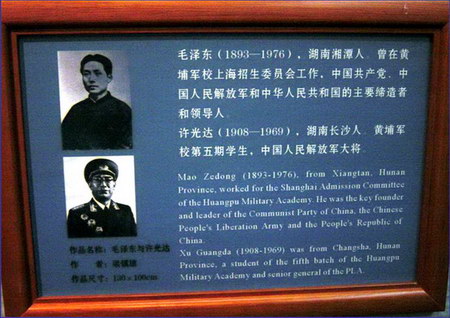 毛泽东（1893—1976），湖南湘潭人。曾在黄
埔军校上海招生委员会工作，中国共产党、中
国人民解放军和中华人民共和国的主要缔造者
和领导人。
许光达（1908—1969），湖南长沙人。黄埔军
校第五期学生，中国人民解放军大将。
Mao Zedong (1893-1976), from Xiangtan, Hunan
Province, worked for the Shanghai Admission Committee
of the Huangpu Military Academy. He was the key founder
and leader of the Communist Party of China, the Chinese
People's Liberation Army and the People's Republic of
China.
Xu Guangda (1908-1969) was from Changsha, Hunan
Province, a student of the fifth batch of the Huangpu
Military Academy and senior general of the PLA.
作品名称：毛泽东与许光达
作 者：
作品尺寸：